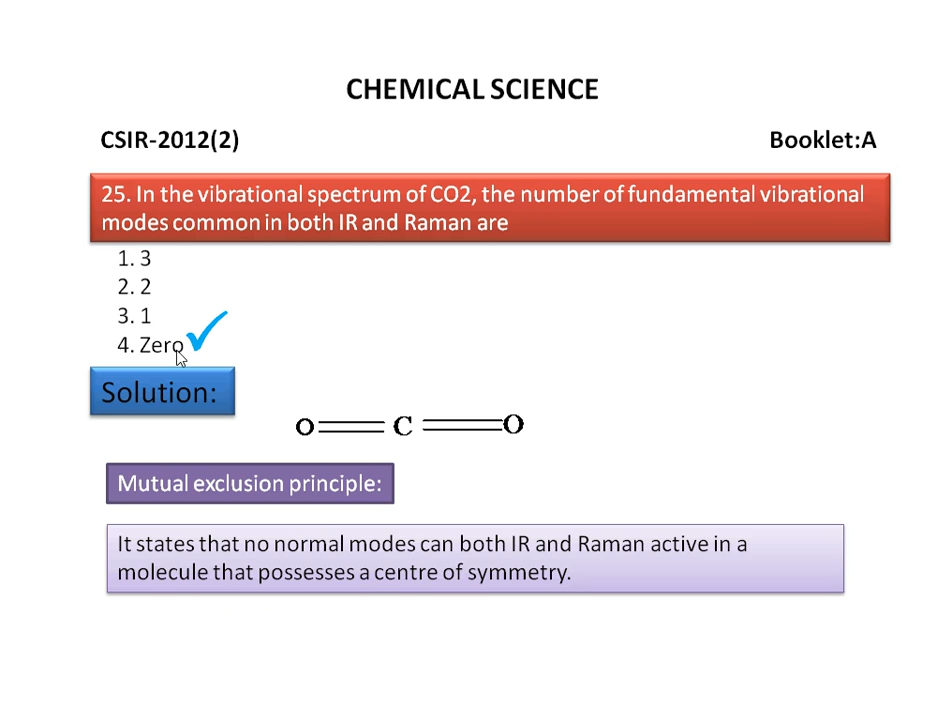 CHEMICAL SCIENCE
CSIR-2012(2) Booklet:A
25. In the vibrational spectrum of CO2, the number of fundamental vibrational
modes common in both IR and Raman are
1. 3
2. 2
3. 1
4. Zero
Solution:
O C O
Mutual exclusion principle:
It states that no normal modes can both IR and Raman active in a
molecule that possesses a centre of symmetry.